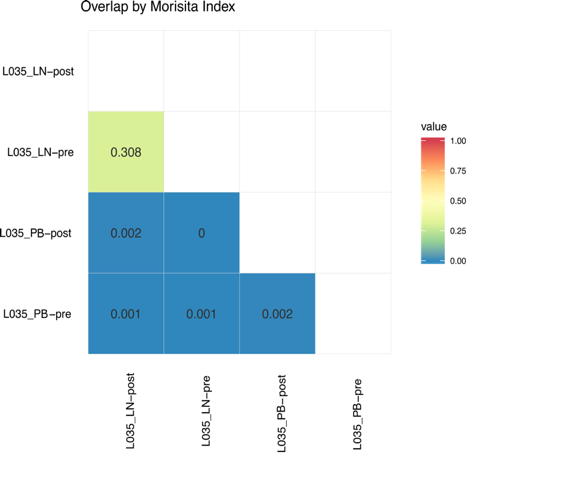 Overlap by Morisita Index
L035_LN−post
L035_LN−pre
0.308
L035_PB−post
0.002 0
L035_PB−pre
0.001 0.001 0.002
L035_LN−post
L035_LN−pre
L035_PB−post
L035_PB−pre
value
1.00
0.75
0.50
0.25
0.00